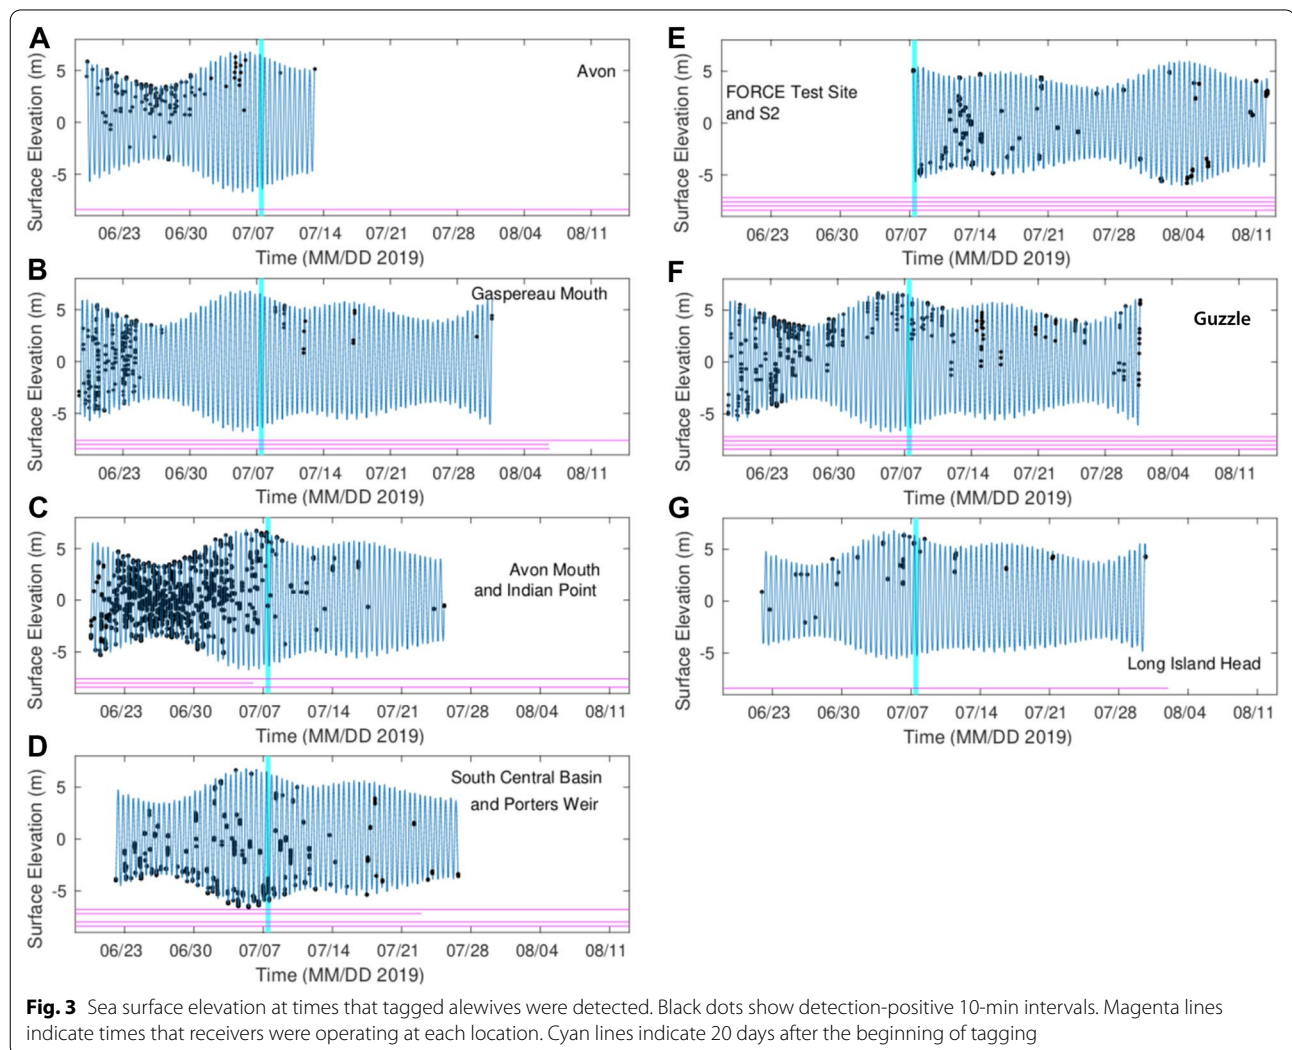 A
Surface Elevation (m)
5
0
-5
Avon
06/23 06/30 07/07 07/14 07/21 07/28 08/04 08/11
Time (MM/DD 2019)
B
Surface Elevation (m)
5
0
-5
Gaspereau Mouth
06/23 06/30 07/07 07/14 07/21 07/28 08/04 08/11
Time (MM/DD 2019)
C
Surface Elevation (m)
5
0
-5
Avon Mouth
and Indian Point
06/23 06/30 07/07 07/14 07/21 07/28 08/04 08/11
Time (MM/DD 2019)
D
Surface Elevation (m)
5
0
-5
South Central Basin
and Porters Weir
06/23 06/30 07/07 07/14 07/21 07/28 08/04 08/11
Time (MM/DD 2019)
E
Surface Elevation (m)
5
0
-5
FORCE Test Site
and S2
06/23 06/30 07/07 07/14 07/21 07/28 08/04 08/11
Time (MM/DD 2019)
F
Surface Elevation (m)
5
0
-5
Guzzle
06/23 06/30 07/07 07/14 07/21 07/28 08/04 08/11
Time (MM/DD 2019)
G
Surface Elevation (m)
5
0
-5
Long Island Head
06/23 06/30 07/07 07/14 07/21 07/28 08/04 08/11
Time (MM/DD 2019)
Fig. 3 Sea surface elevation at times that tagged alewives were detected. Black dots show detection-positive 10-min intervals. Magenta lines
indicate times that receivers were operating at each location. Cyan lines indicate 20 days after the beginning of tagging